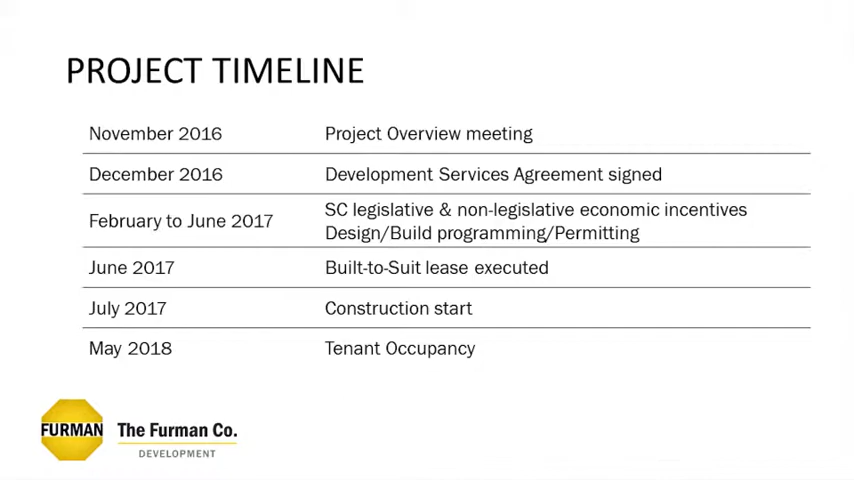 PROJECT TIMELINE
November 2016 Project Overview meeting
December 2016 Development Services Agreement signed
February to June 2017 SC legislative & non-legislative economic incentives
Design/Build programming/Permitting
June 2017 Built-to-Suit lease executed
July 2017 Construction start
May 2018 Tenant Occupancy
FURMAN The Furman Co.
DEVELOPMENT